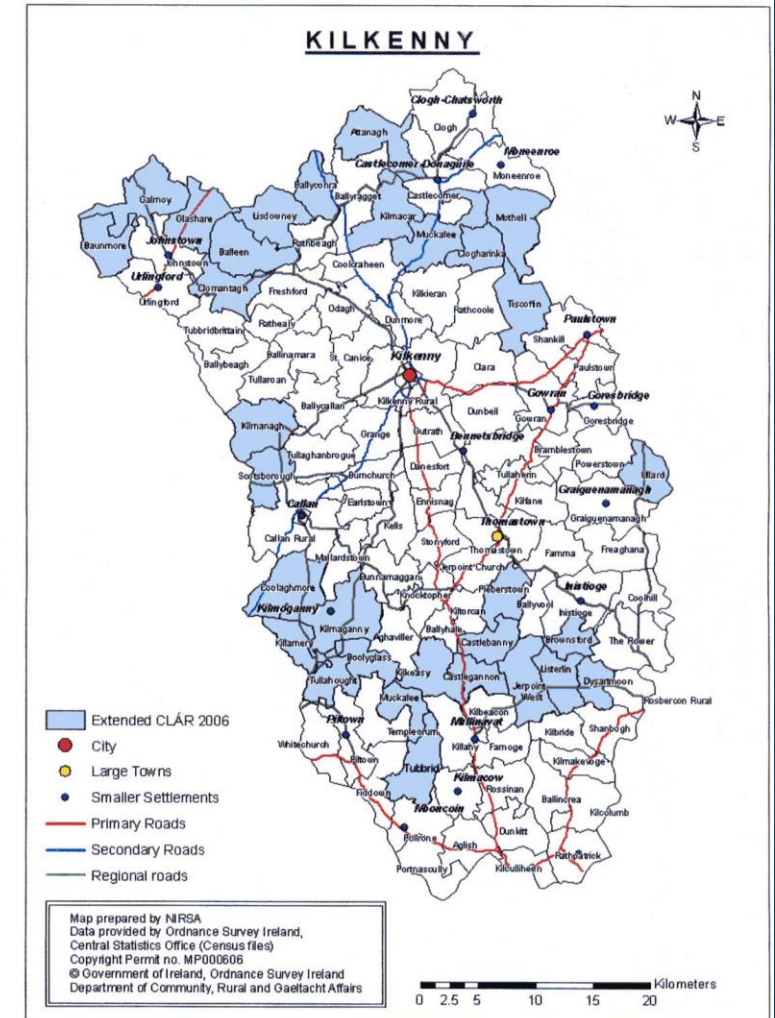 KILKENNY
N
W E
S
Clogh-Chatsworth
Clogh
Attanagh
Castlecomer-Donaguile
Moneenroe
Moneenroe
Ballyconra
Ballyragget
Castlecomer
Galmoy
Glashare
Lisdowney
Kilmacar
Mothell
Baunmore
Johnstown
Johnstown
Balleen
Rathbeagh
Muckalee
Clogharinka
Coolcraheen
Urlingford
Urlingford
Clomantagh
Freshford
Kilkieran
Tiscoffin
Odagh
Rathcoole
Tubbridbrittain
Rathealy
Dunmore
Paulstown
Shankill
Ballinamara
St. Canice
Kilkenny
Ballybeagh
Clara
Paulstown
Tullaroan
Kilkenny Rural
Gowran
Goresbridge
Ballycallan
Dunbell
Gowran
Goresbridge
Kilmanagh
Grange
Outrath
Bennetsbridge
Tullaghanbrogue
Bramblestown
Danesfort
Powerstown
Scotsborough
Burnchurch
Tullaherin
Ullard
Callan
Earlstown
Ennisnag
Kilfane
Graiguenamanagh
Graiguenamanagh
Callan Rural
Kells
Thomastown
Stonyford
Thomastown
Famma
Freaghana
Mallardstown
Jerpoint Church
Dunnamaggan
Coolaghmore
Knocktopher
Pleberstown
Inistioge
Coolhill
Kilmoganny
Kiltorcan
Ballyvool
Inistioge
Killamery
Kilmaganny
Aghaviller
Ballyhale
Castlebanny
Brownsford
The Rower
Boolyglass
Tullahought
Kilkeasy
Castlegannon
Listerlin
Jerpoint
West
Dysartmoon
Muckalee
Rosbercon Rural
Kilbeacon
Piltown
Templeorum
Mullinavat
Kilbride
Shanbogh
Whitechurch
Killahy
Farnoge
Piltown
Kilmakevoge
Tubbrid
Kilmacow
Fiddown
Rossinan
Ballincrea
Mooncoin
Kilcolumb
Polrone
Dunkitt
Aglish
Rathpatrick
Portnascully
Kilculliheen
Extended CLÁR 2006
City
Large Towns
Smaller Settlements
Primary Roads
Secondary Roads
Regional roads
Map prepared by NIRSA
Data provided by Ordnance Survey Ireland,
Central Statistics Office (Census files)
Copyright Permit no. MP000606
© Government of Ireland, Ordnance Survey Ireland
Department of Community, Rural and Gaeltacht Affairs
Kilometers
0 2.5 5 10 15 20